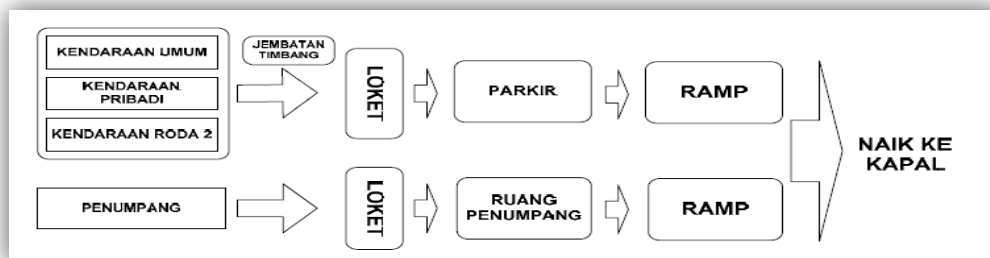 KENDARAAN UMUM
KENDARAAN
PRIBADI
KENDARAAN RODA 2
JEMBATAN
TIMBANG
LOKET
PARKIR
RAMP
NAIK KE
KAPAL
PENUMPANG
LOKET
RUANG
PENUMPANG
RAMP